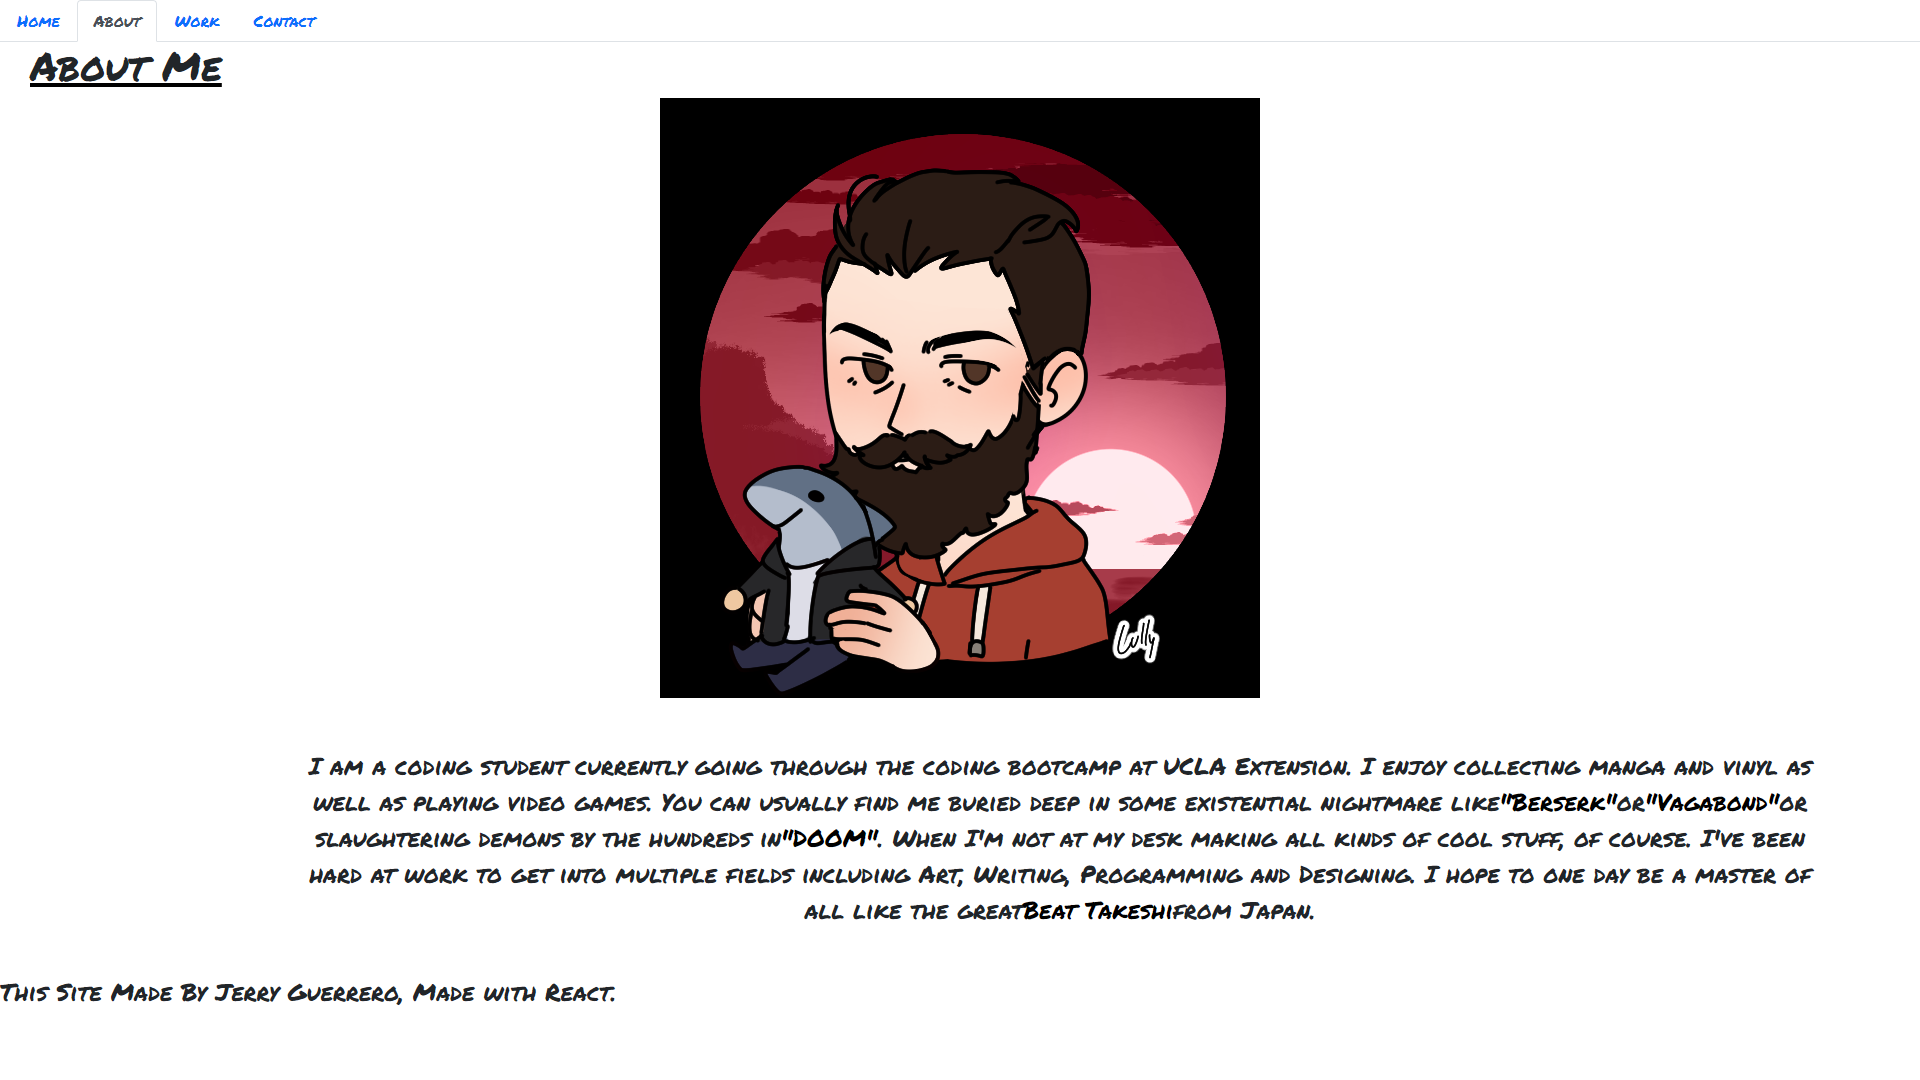 Home About Work Contact
About Me
Lully
I am a coding student currently going through the coding bootcamp at UCLA Extension. I enjoy collecting manga and vinyl as
well as playing video games. You can usually find me buried deep in some existential nightmare like"Berserk"or"Vagabond"or
slaughtering demons by the hundreds in"DOOM". When I'm not at my desk making all kinds of cool stuff, of course. I've been
hard at work to get into multiple fields including Art, Writing, Programming and Designing. I hope to one day be a master of
all like the greatBeat Takeshifrom Japan.
This Site Made By Jerry Guerrero, Made with React.